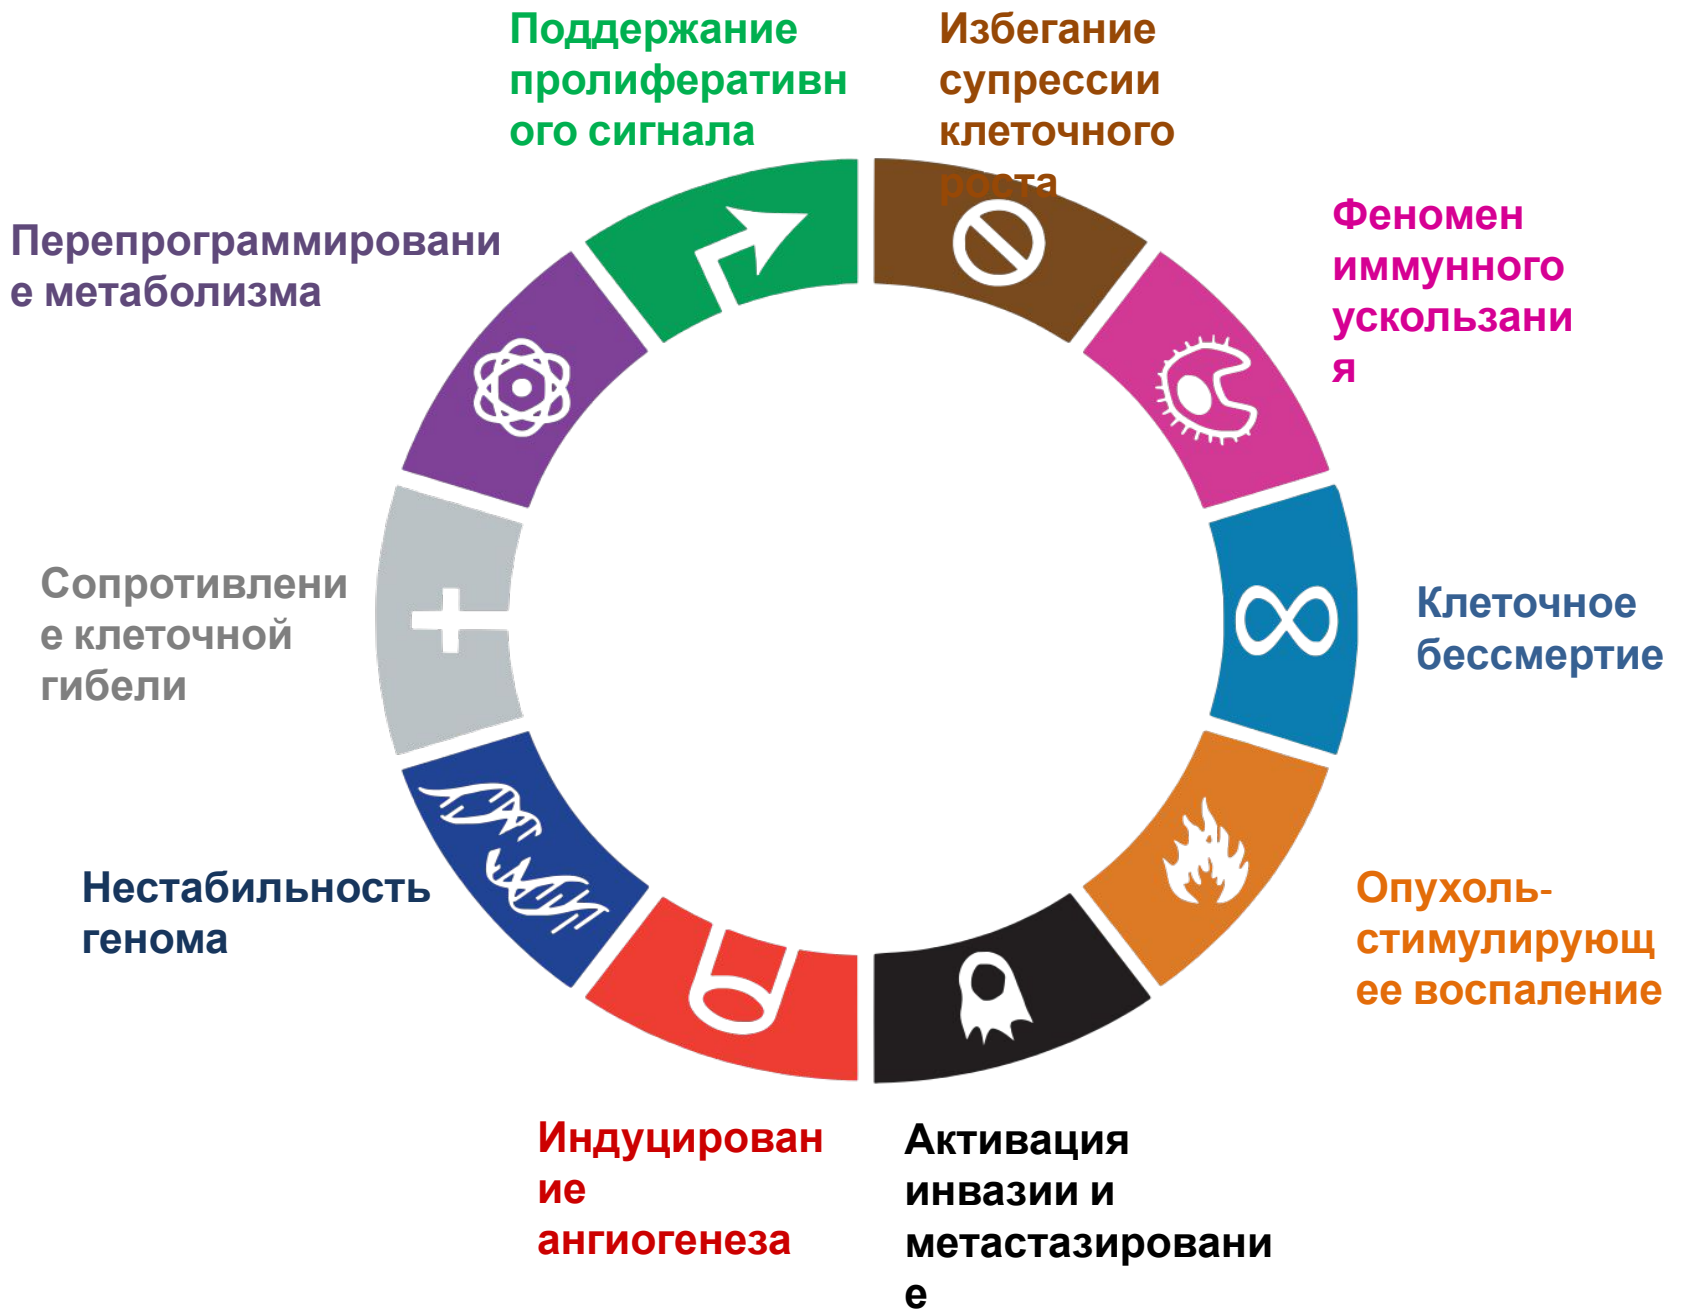 Поддержание
пролиферативн
ого сигнала
Избегание
супрессии
клеточного
роста
Феномен
иммунного
ускользани
я
Перепрограммировани
е метаболизма
Сопротивлени
е клеточной
гибели
Клеточное
бессмертие
Нестабильность
генома
Опухоль-
стимулирующ
ее воспаление
Индуцирован
ие
ангиогенеза
Активация
инвазии и
метастазировани
е